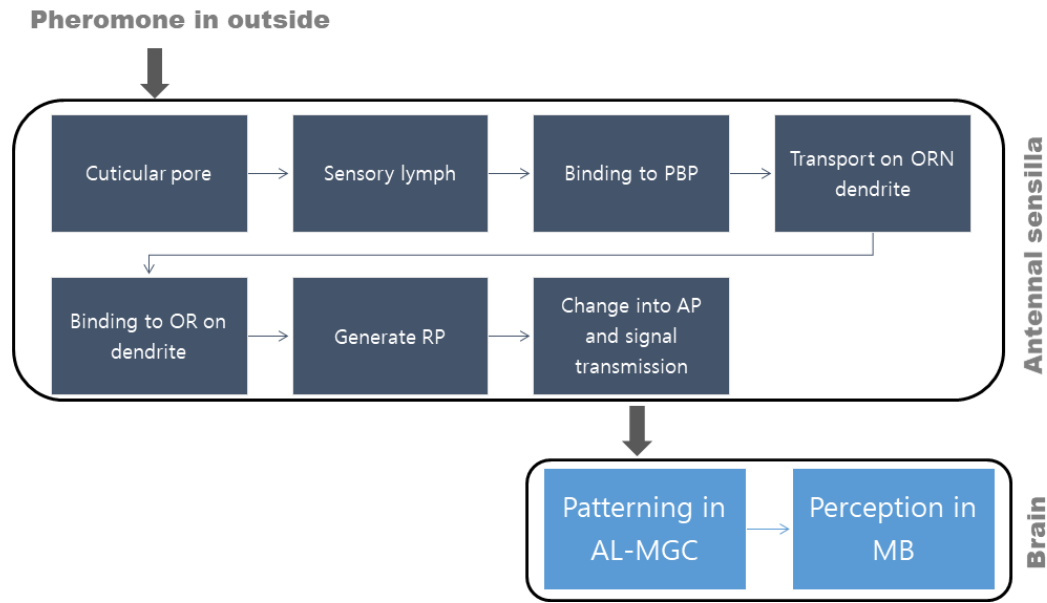 Pheromone in outside
Cuticular pore
Sensory lymph
Binding to PBP
Transport on ORN
dendrite
Binding to OR on
dendrite
Generate RP
Change into AP
and signal
transmission
Antennal sensilla
Patterning in
AL-MGC
Perception in
MB
Brain